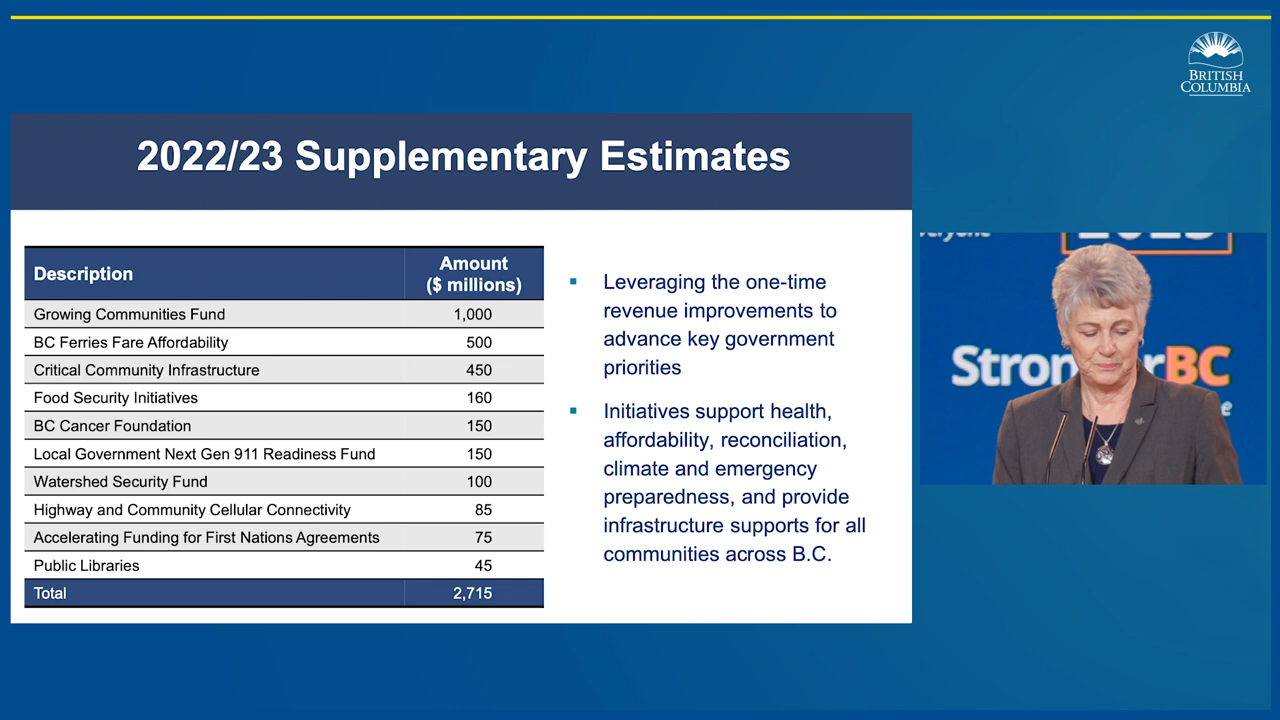 BRITISH
COLUMBIA
2022/23 Supplementary Estimates
Description Amount
($ millions)
Growing Communities Fund 1,000
BC Ferries Fare Affordability 500
Critical Community Infrastructure 450
Food Security Initiatives 160
BC Cancer Foundation 150
Local Government Next Gen 911 Readiness Fund 150
Watershed Security Fund 100
Highway and Community Cellular Connectivity 85
Accelerating Funding for First Nations Agreements 75
Public Libraries 45
Total 2,715
Leveraging the one-time
revenue improvements to
advance key government
priorities
Initiatives support health,
affordability, reconciliation,
climate and emergency
preparedness, and provide
infrastructure supports for all
communities across B.C.
2023
BC